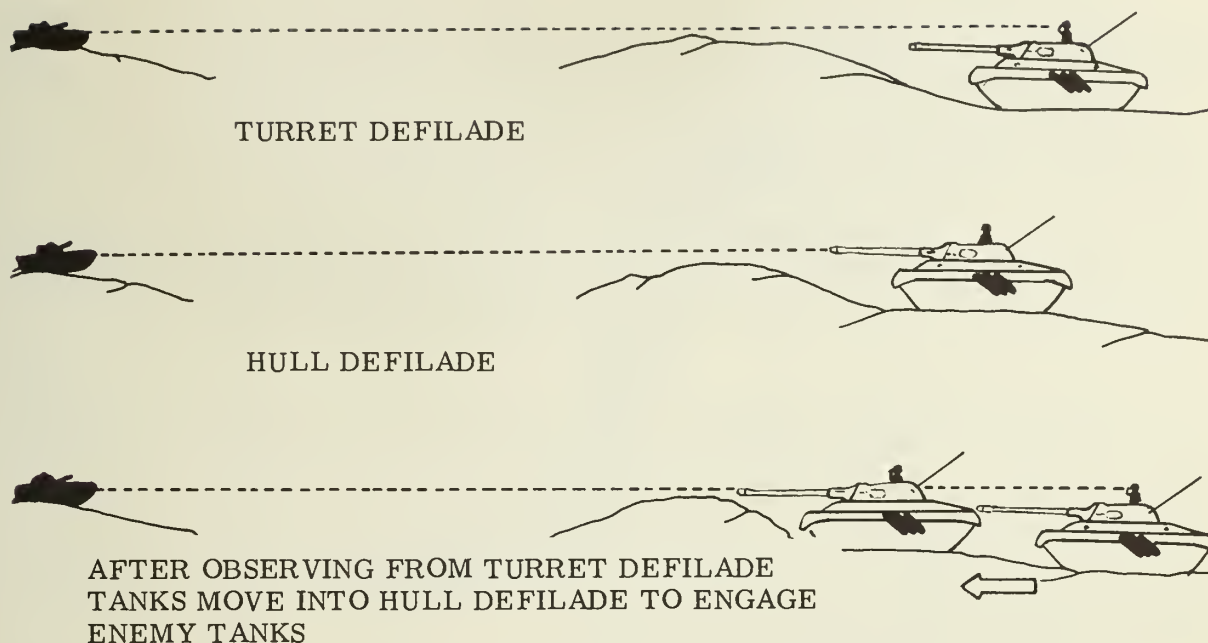 TURRET DEFILADE
HULL DEFILADE
AFTER OBSERVING FROM TURRET DEFILADE
TANKS MOVE INTO HULL DEFILADE TO ENGAGE
ENEMY TANKS